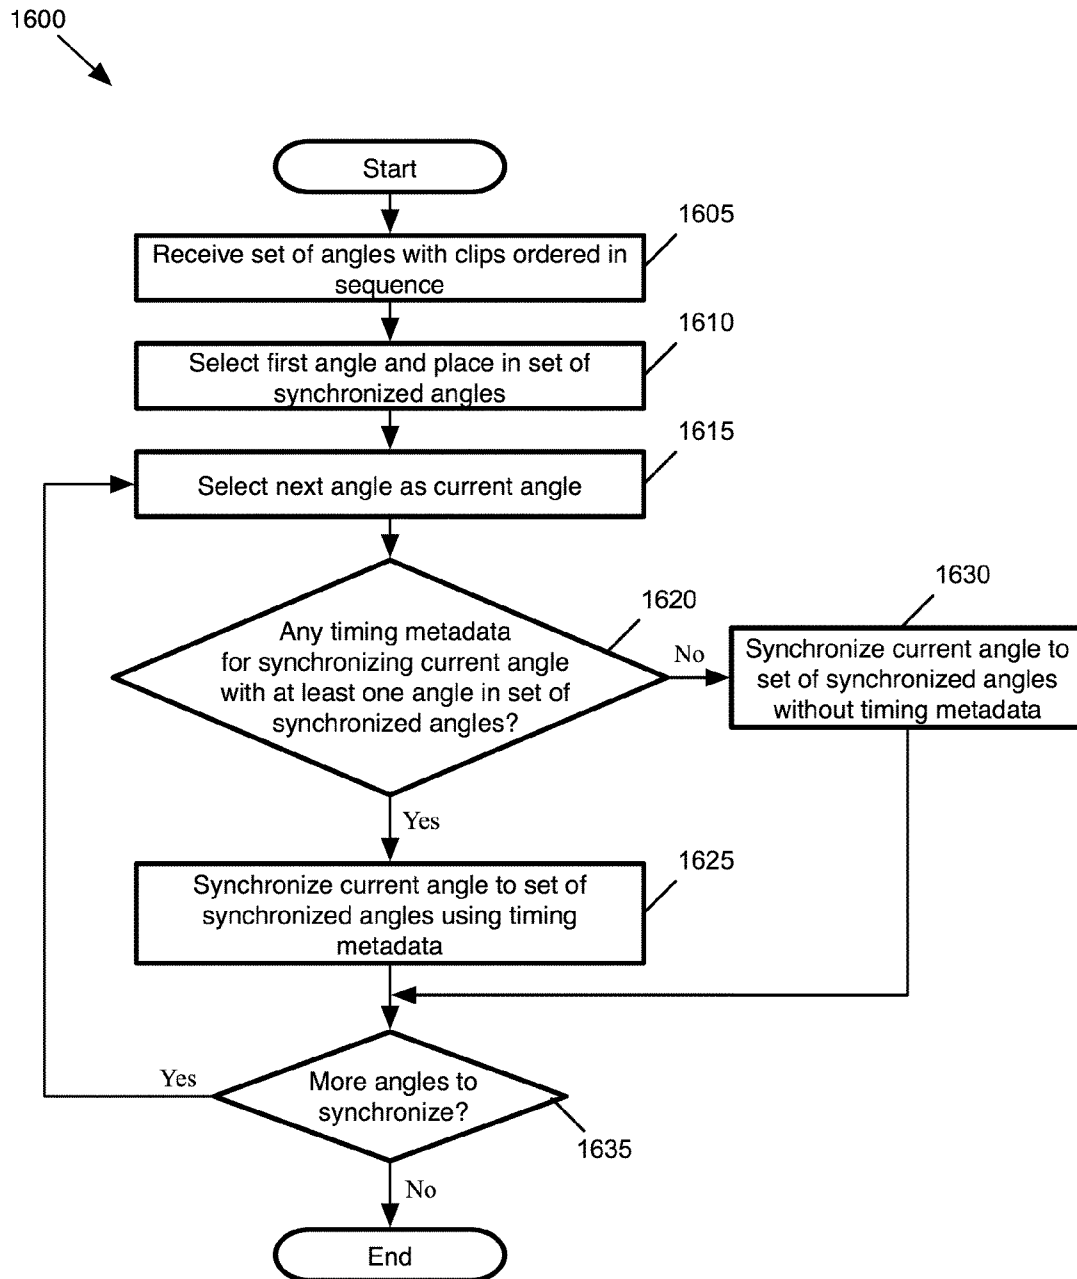 1600
Start
1605
Receive set of angles with clips ordered in
sequence
1610
Select first angle and place in set of
synchronized angles
1615
Select next angle as current angle
1620
Any timing metadata
for synchronizing current angle
with at least one angle in set of
synchronized angles?
No
1630
Synchronize current angle to
set of synchronized angles
without timing metadata
Yes
1625
Synchronize current angle to set of
synchronized angles using timing
metadata
Yes
More angles to
synchronize?
1635
No
End